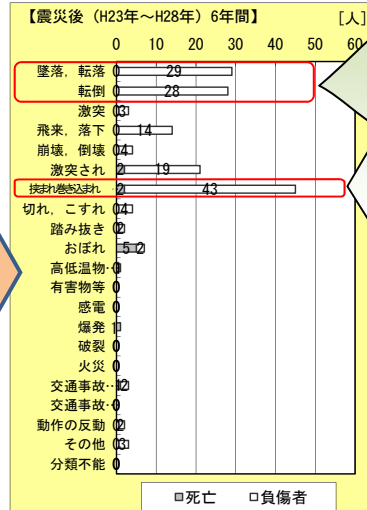 【震災後（H23年～H28年）6年間】 [人]
0 10 20 30 40 50 60
墜落，転落 0 29
転倒 0 28
激突 0 3
飛来，落下 0 14
崩壊，倒壊 0 4
激突され 2 19
挟まれ巻き込まれ 2 43
切れ，こすれ 0 4
踏み抜き 0 2
おぼれ 5 2
高低温物…
有害物等 0
感電 0
爆発 1
破裂 0
火災 0
交通事故… 1 2
交通事故… 0
動作の反動 0 2
その他 0 3
分類不能 0
死亡 負傷者